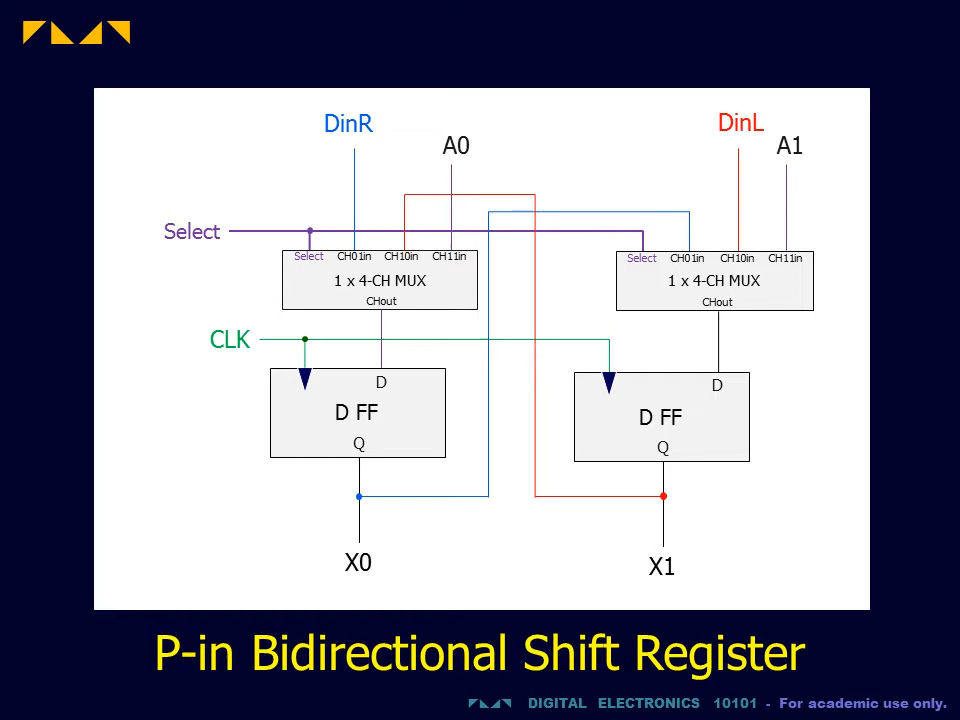 DinR
DinL
A0
A1
Select
Select CH01in CH10in CH11in
1 x 4-CH MUX
CHout
Select CH01in CH10in CH11in
1 x 4-CH MUX
CHout
CLK
D
D FF
Q
D
D FF
Q
X0
X1
P-in Bidirectional Shift Register
DIGITAL ELECTRONICS 10101 - For academic use only.